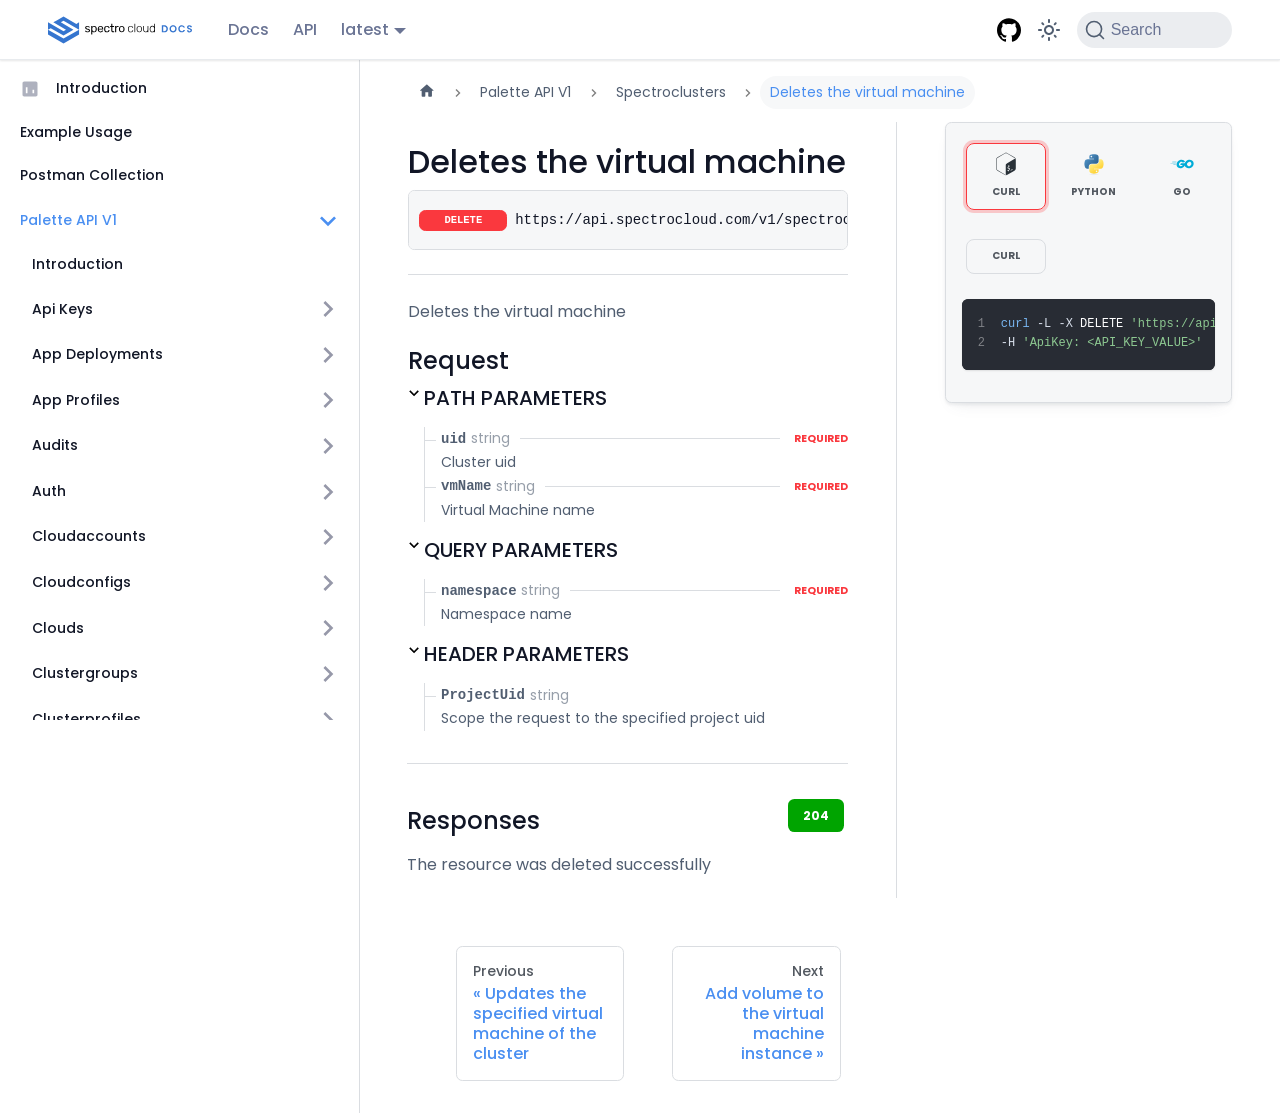 spectro cloud DOCS
Docs
API
latest
Search
Introduction
Example Usage
Postman Collection
Palette API V1
Introduction
Api Keys
App Deployments
App Profiles
Audits
Auth
Cloudaccounts
Cloudconfigs
Clouds
Clustergroups
Clusterprofiles
Palette API V1
Spectroclusters
Deletes the virtual machine
Deletes the virtual machine
DELETE https://api.spectrocloud.com/v1/spectroc
Deletes the virtual machine
Request
PATH PARAMETERS
uid string REQUIRED
Cluster uid
vmName string REQUIRED
Virtual Machine name
QUERY PARAMETERS
namespace string REQUIRED
Namespace name
HEADER PARAMETERS
ProjectUid string
Scope the request to the specified project uid
Responses
204
The resource was deleted successfully
CURL
PYTHON
GO
CURL
1 curl -L -X DELETE 'https://api
2 -H 'ApiKey: <API_KEY_VALUE>'
Previous
« Updates the
specified virtual
machine of the
cluster
Next
Add volume to
the virtual
machine
instance »